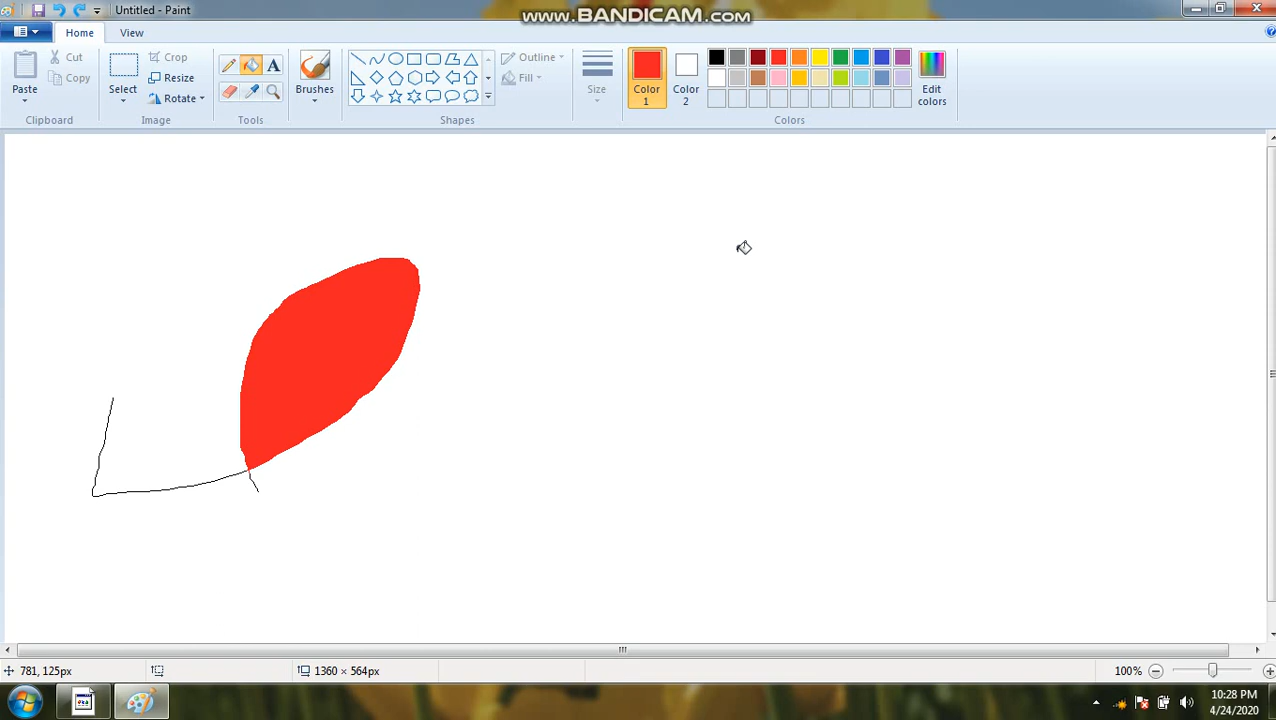 Untitled - Paint
www.BANDICAM.com
Home
View
Paste
Cut
Copy
Clipboard
Select
Crop
Resize
Rotate
Image
A
Tools
Brushes
Outline
Fill
Shapes
Size
Color 1
Color 2
Edit colors
Colors
781, 125px
1360 × 564px
100%
10:28 PM
4/24/2020